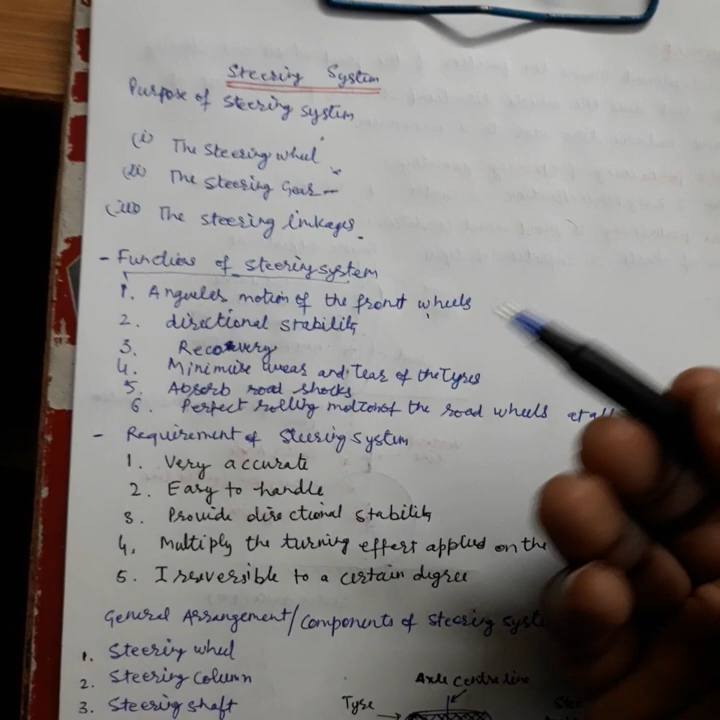 Steering System
Purpose of Steering System
(i) The Steering wheel
(ii) The Steering Gear
(iii) The Steering linkages.
- Functions of Steering system
1. Angular motion of the front wheels
2. directional stability
3. Recovery
4. Minimise wear and Tear of the Tyres
5. Absorb road shocks
6. Perfect rolling motion of the road wheels at all
- Requirement of Steering System
1. Very accurate
2. Easy to handle
3. Provide directional stability
4. Multiply the turning effort applied on the
5. Irreversible to a certain degree
General Arrangement/Components of Steering Syste
1. Steering wheel
2. Steering Column
3. Steering shaft
Axle Centre line
Tyre